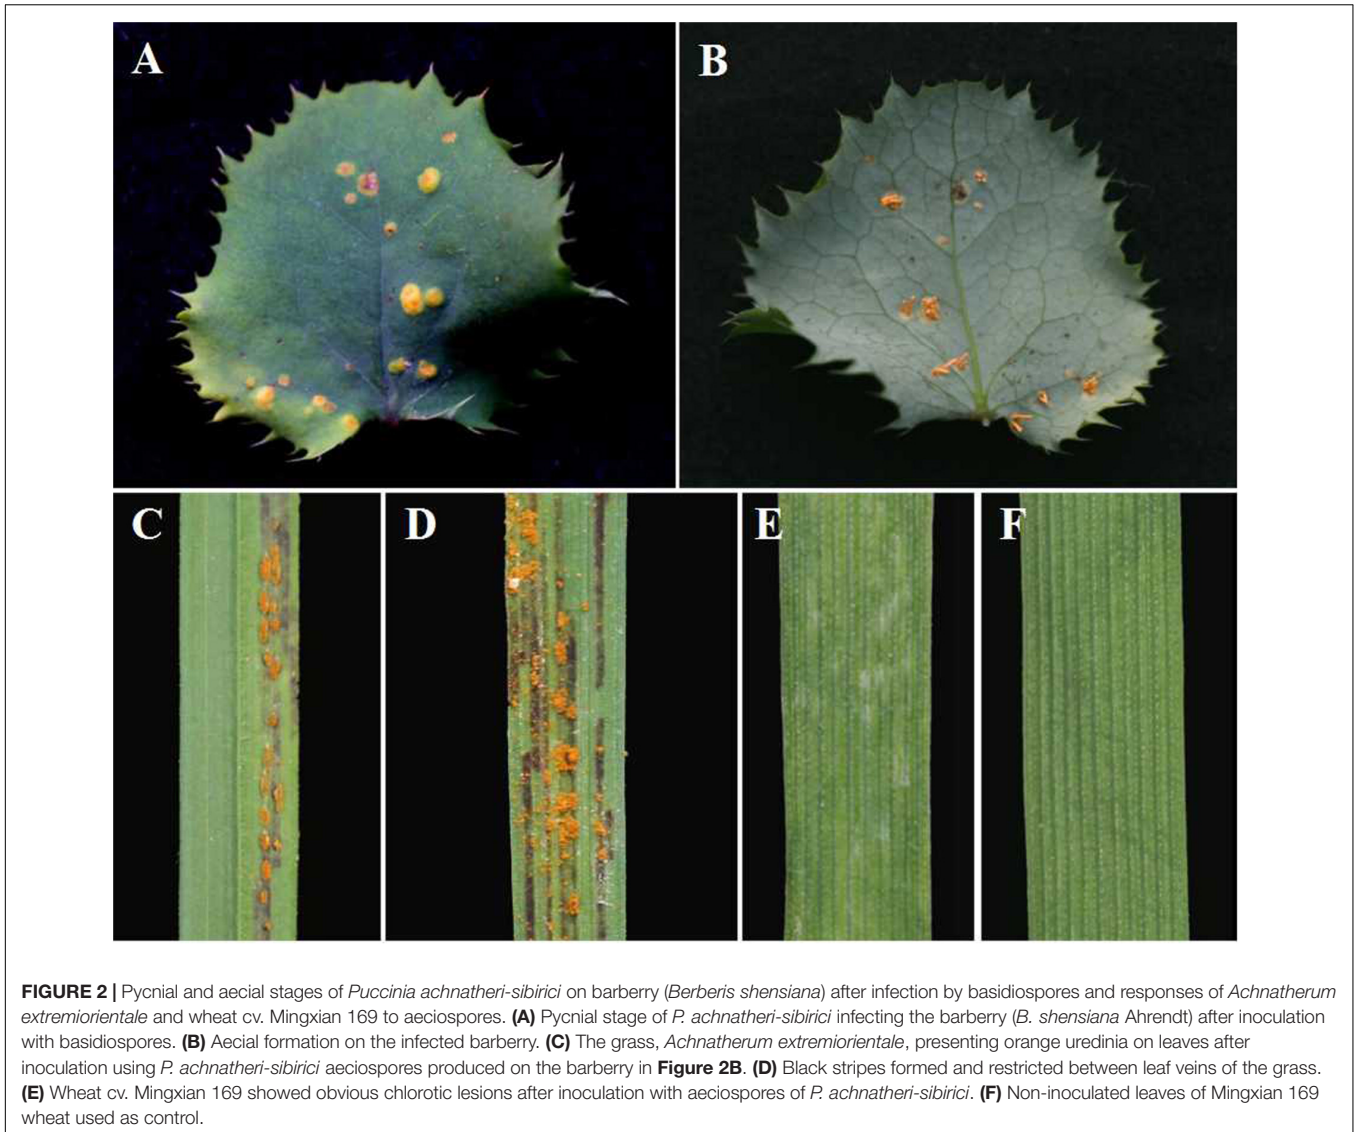 A
B
C
D
E
F
FIGURE 2 | Pycnial and aecial stages of Puccinia achnatheri-sibirici on barberry (Berberis shensiana) after infection by basidiospores and responses of Achnatherum
extremiorientale and wheat cv. Mingxian 169 to aeciospores. (A) Pycnial stage of P. achnatheri-sibirici infecting the barberry (B. shensiana Ahrendt) after inoculation
with basidiospores. (B) Aecial formation on the infected barberry. (C) The grass, Achnatherum extremiorientale, presenting orange uredinia on leaves after
inoculation using P. achnatheri-sibirici aeciospores produced on the barberry in Figure 2B. (D) Black stripes formed and restricted between leaf veins of the grass.
(E) Wheat cv. Mingxian 169 showed obvious chlorotic lesions after inoculation with aeciospores of P. achnatheri-sibirici. (F) Non-inoculated leaves of Mingxian 169
wheat used as control.